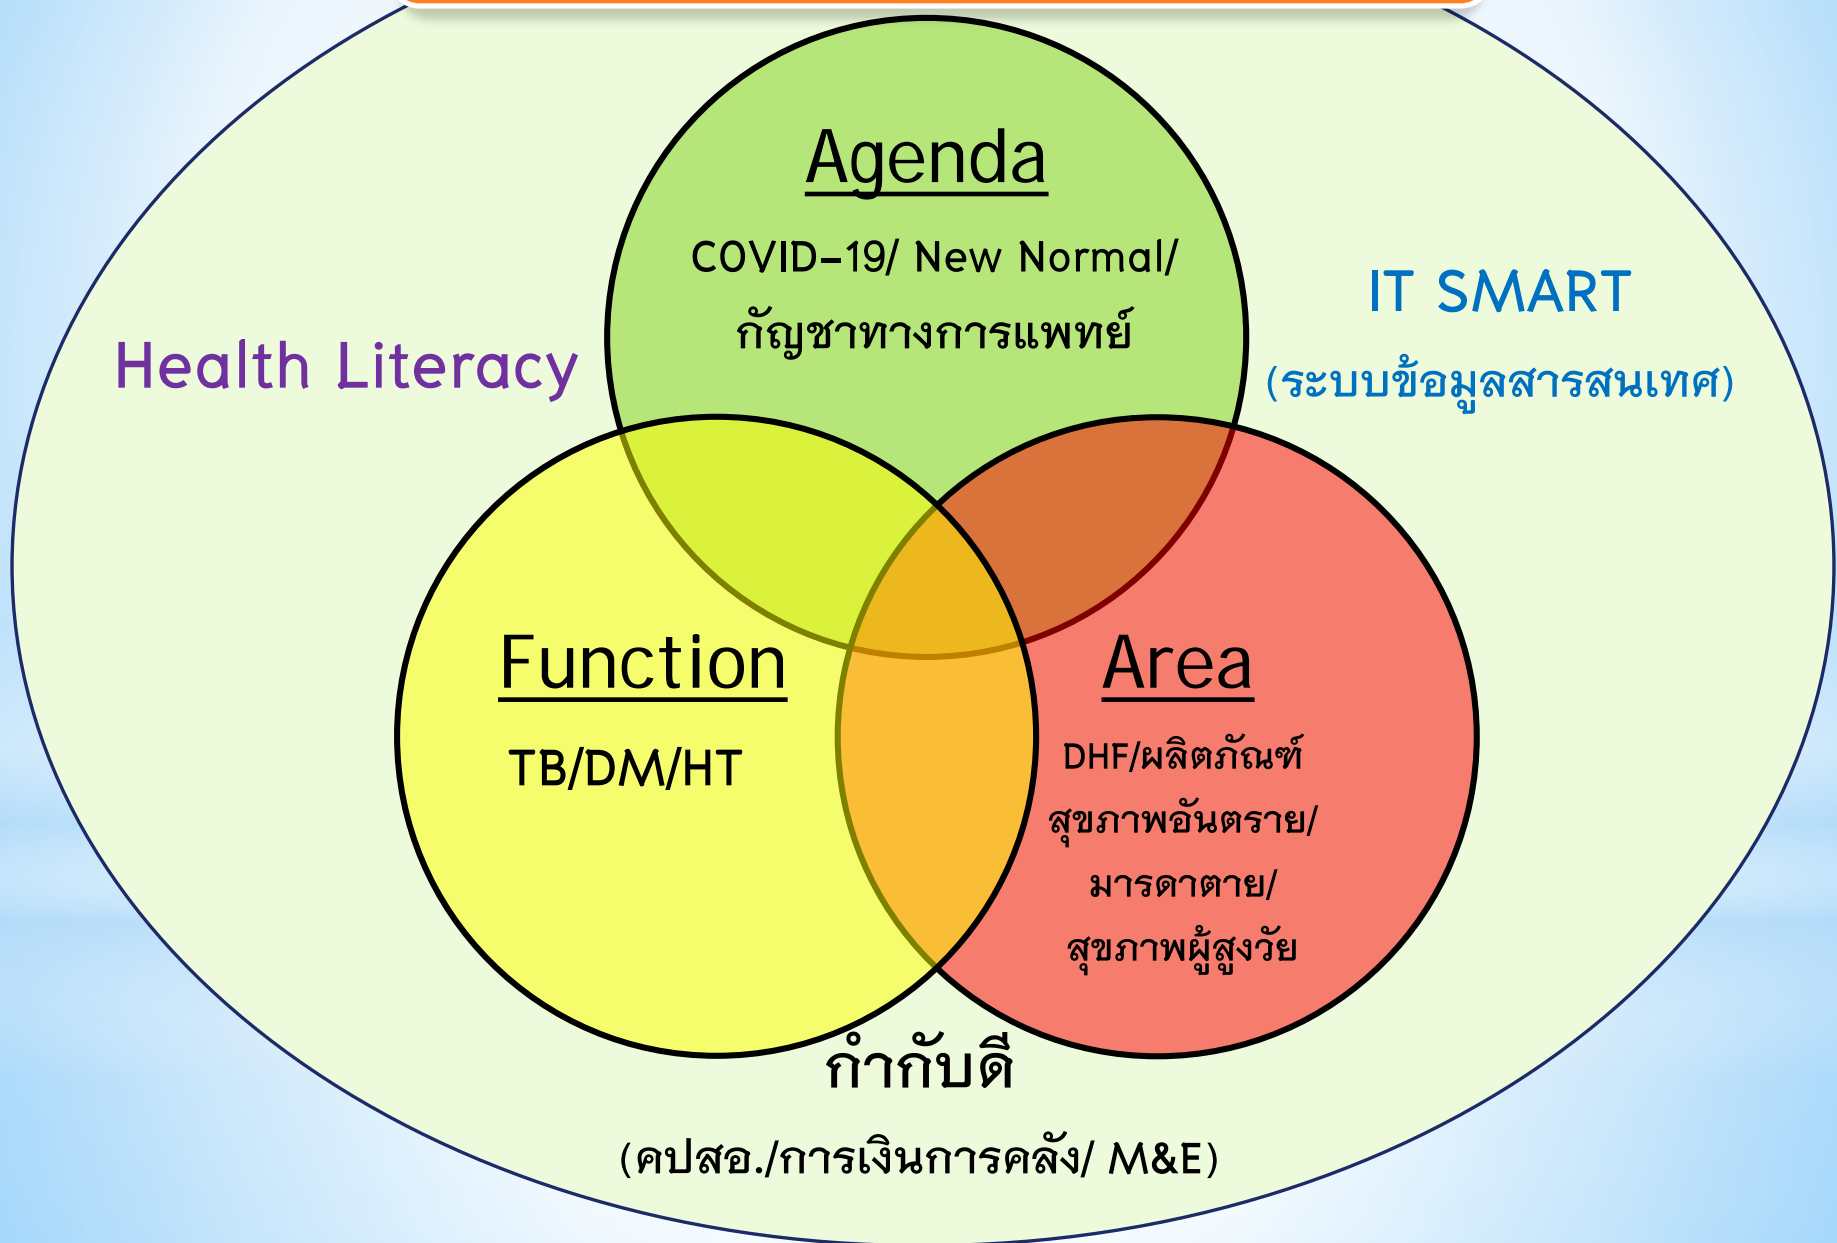 Agenda
COVID-19/ New Normal/
กัญชาทางการแพทย์
Health Literacy
IT SMART
(ระบบข้อมูลสารสนเทศ)
Function
TB/DM/HT
Area
DHF/ผลิตภัณฑ์
สุขภาพอันตราย/
มารดาตาย/
สุขภาพผู้สูงวัย
กำกับดี
(คปสอ./การเงินการคลัง/ M&E)